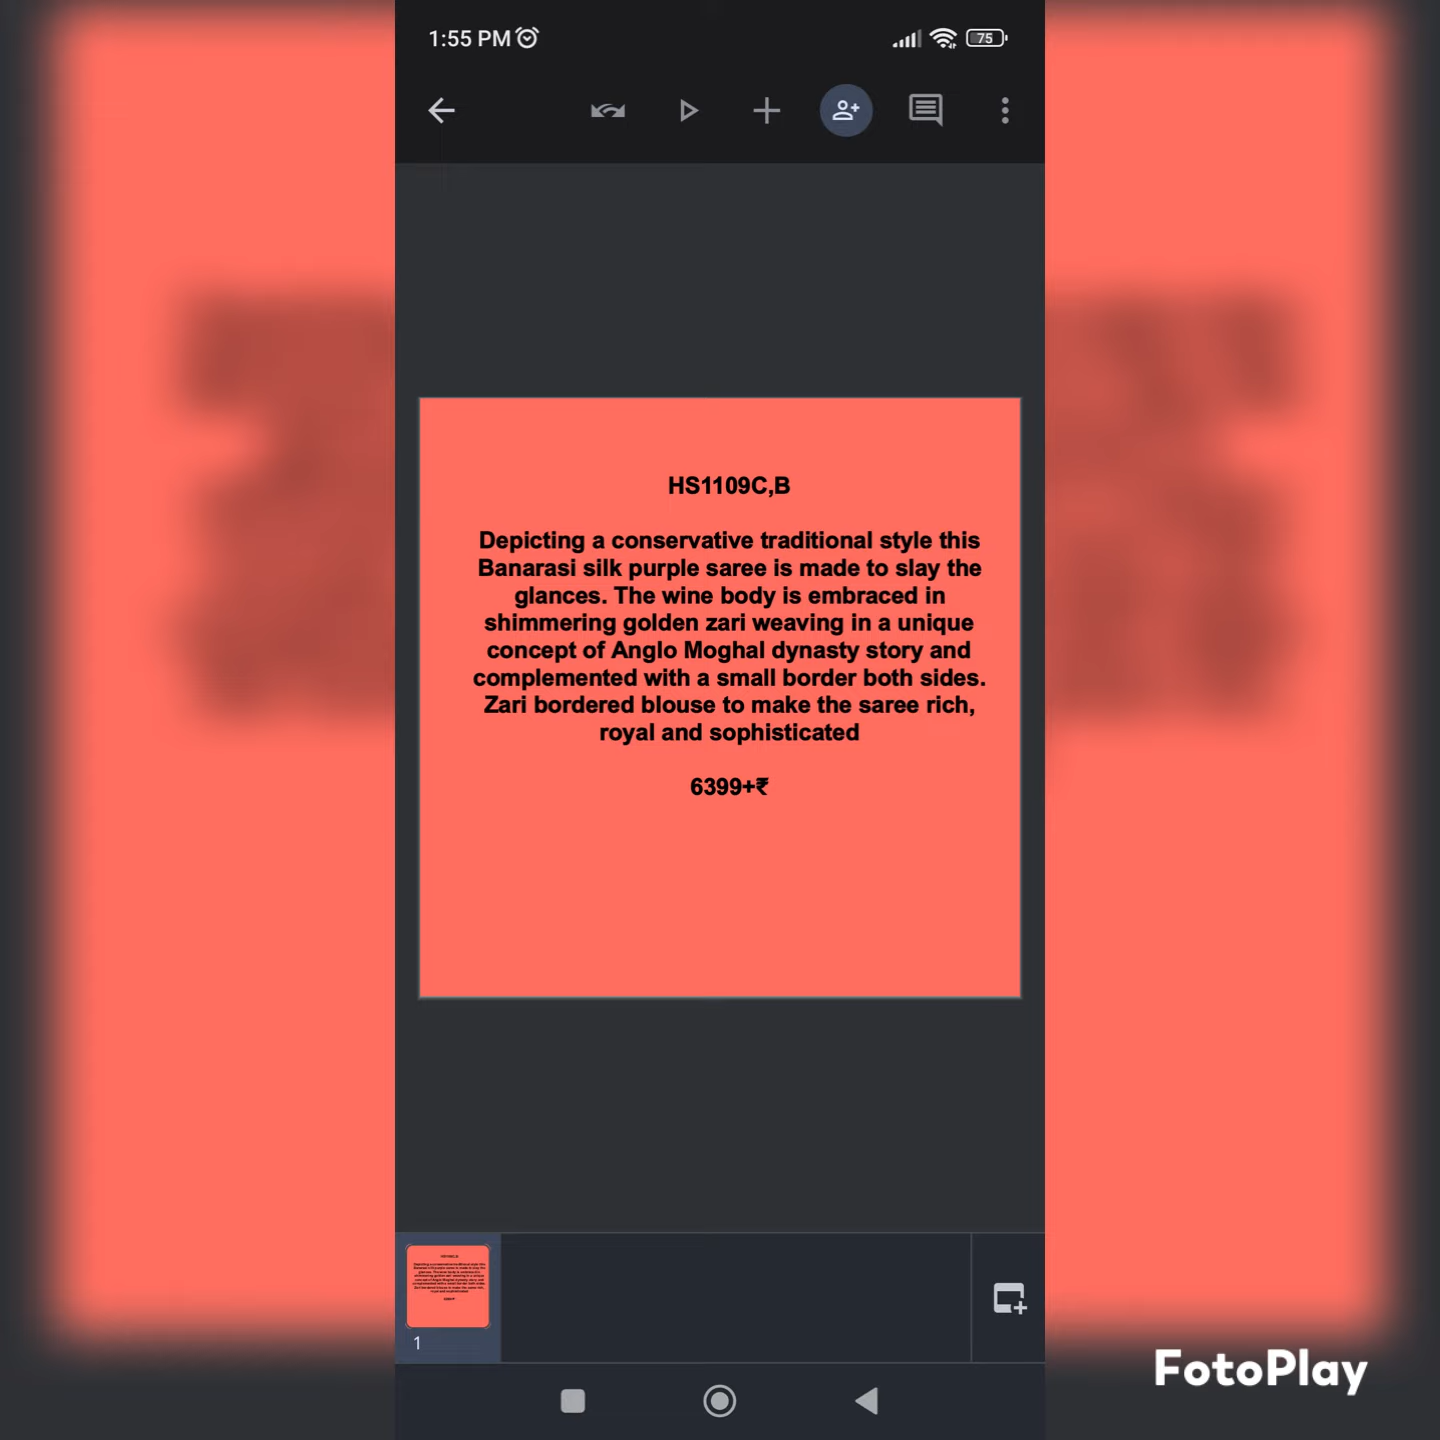 1:55 PM
75
HS1109C,B
Depicting a conservative traditional style this
Banarasi silk purple saree is made to slay the
glances. The wine body is embraced in
shimmering golden zari weaving in a unique
concept of Anglo Moghal dynasty story and
complemented with a small border both sides.
Zari bordered blouse to make the saree rich,
royal and sophisticated
6399+₹
1
FotoPlay